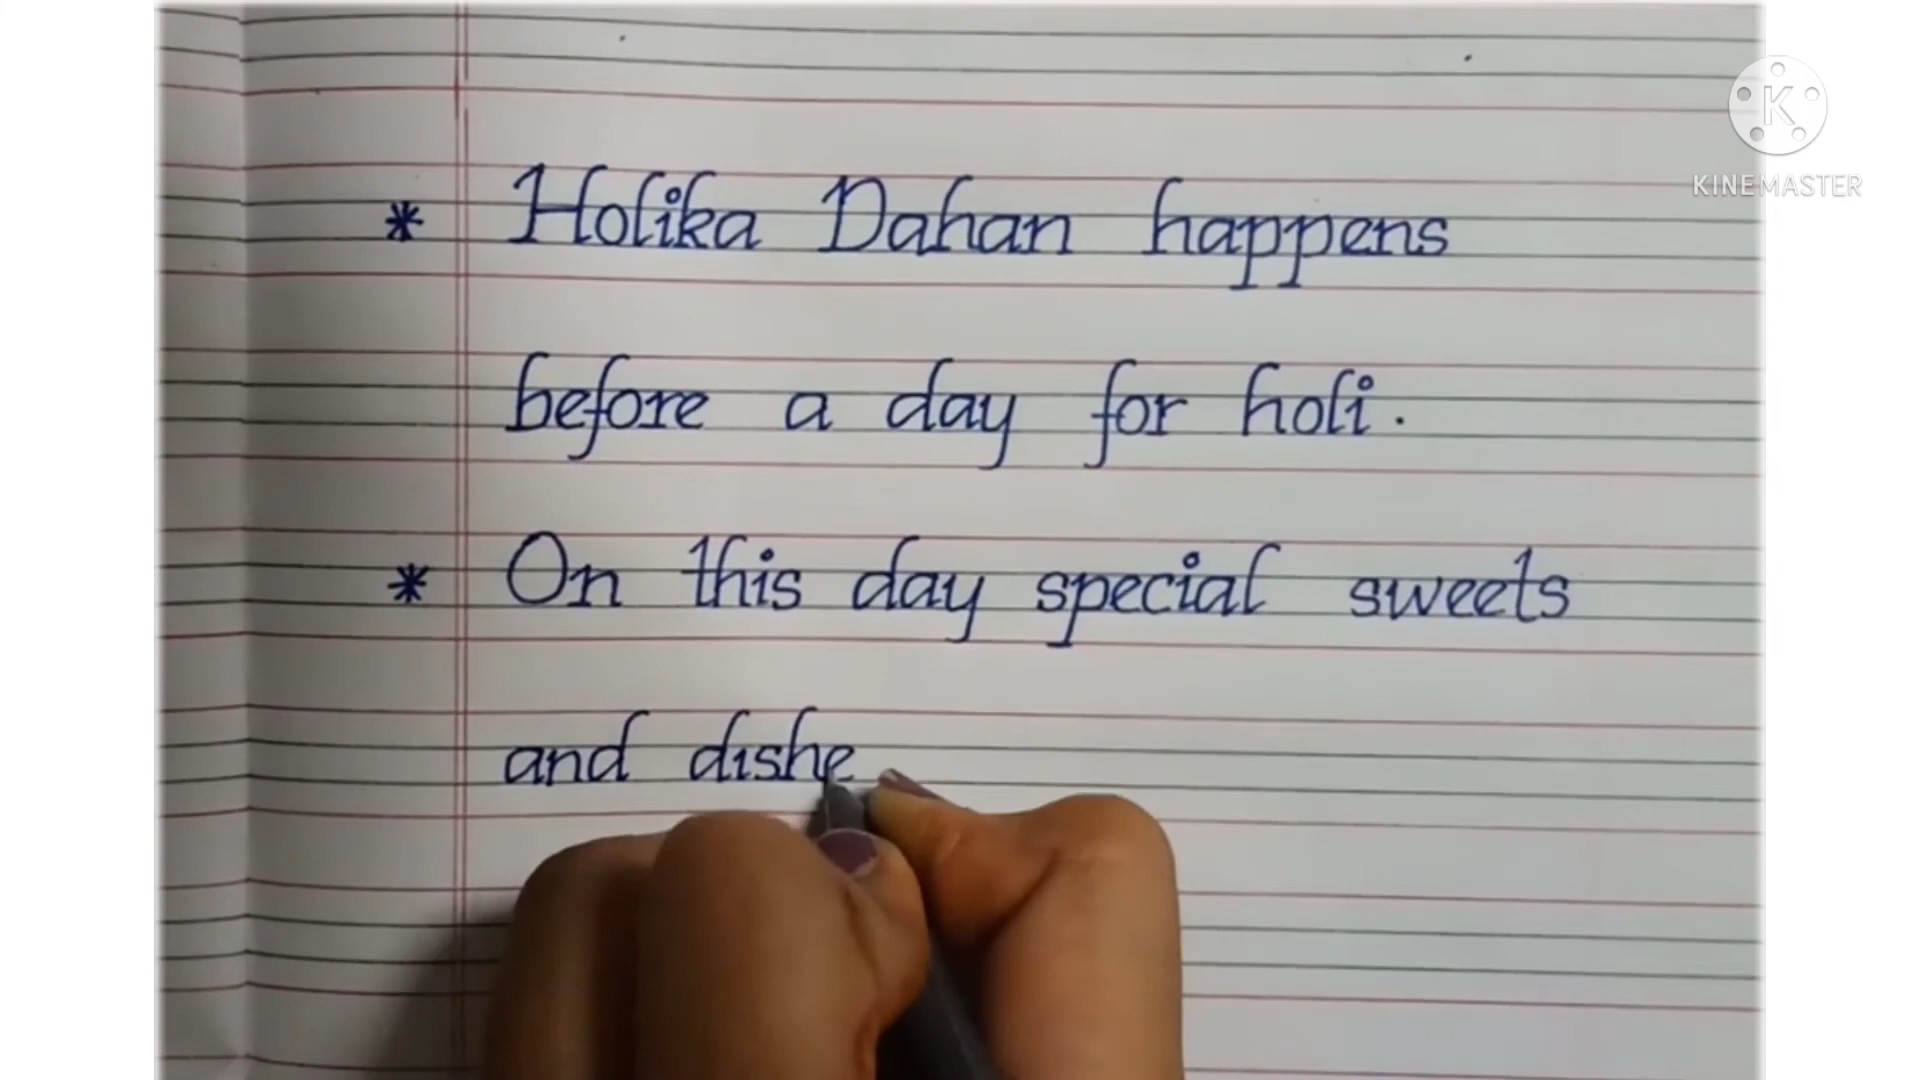 * Holika Dahan happens
before a day for holi.
* On this day special sweets
and dishe
K
KINEMASTER